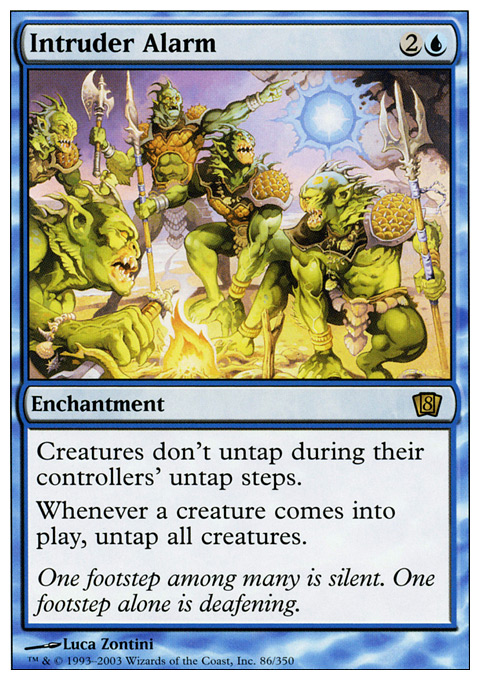 Intruder Alarm 2
Enchantment 8
Creatures don't untap during their
controllers' untap steps.
Whenever a creature comes into
play, untap all creatures.
One footstep among many is silent. One
footstep alone is deafening.
Luca Zontini
™ & © 1993–2003 Wizards of the Coast, Inc. 86/350